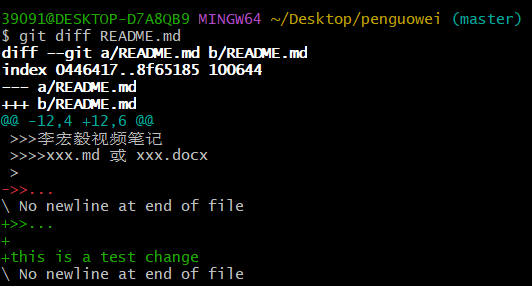 39091@DESKTOP-D7A8QB9 MINGW64 ~/Desktop/penguowei (master)
$ git diff README.md
diff --git a/README.md b/README.md
index 0446417..8f65185 100644
--- a/README.md
+++ b/README.md
@@ -12,4 +12,6 @@
 >>>李宏毅视频笔记
 >>>>xxx.md 或 xxx.docx
 >
->>...
\ No newline at end of file
+>>...
+
+this is a test change
\ No newline at end of file